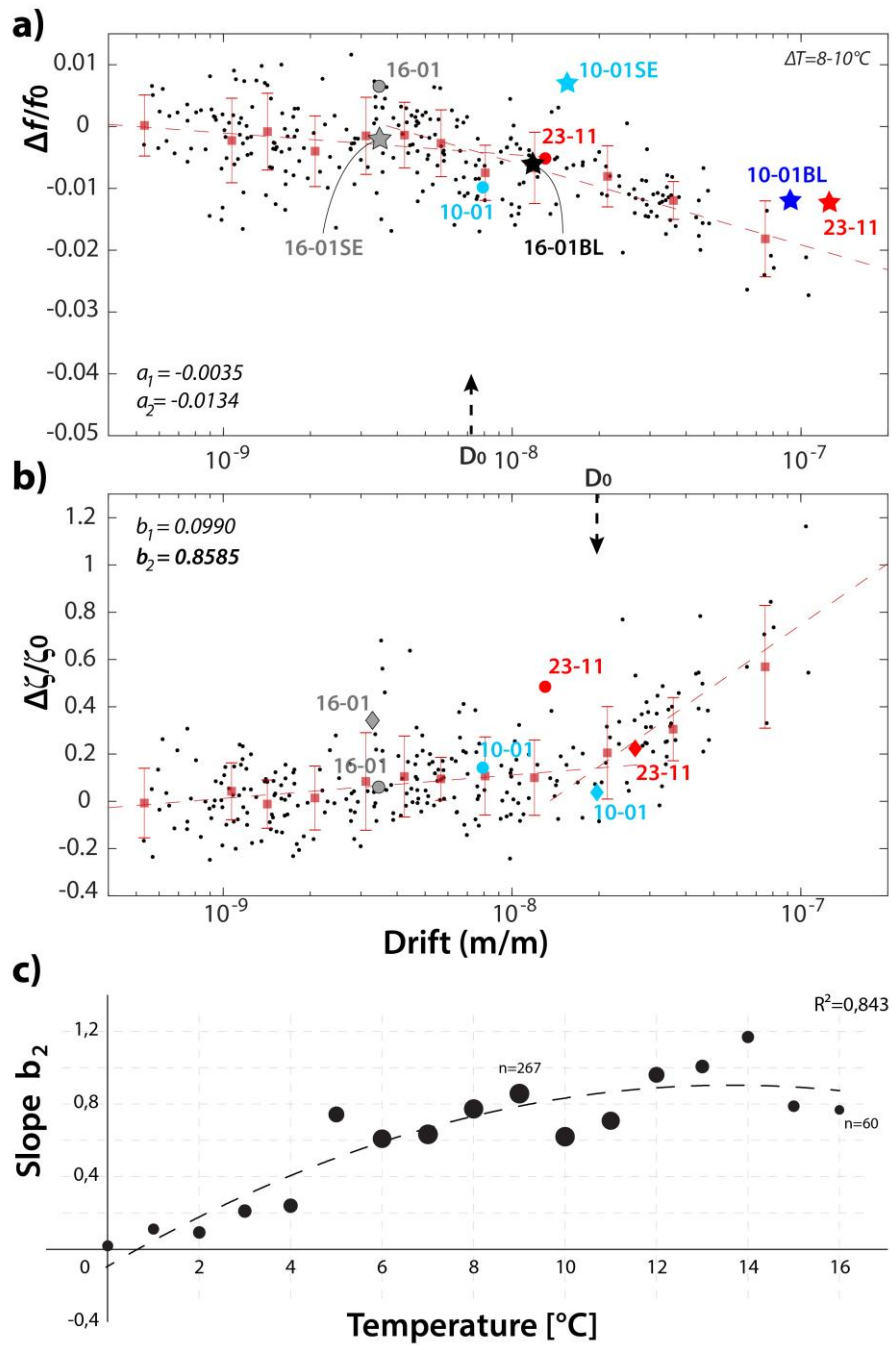 a)
ΔT=8-10°C
0.01
0
-0.01
-0.02
-0.03
-0.04
-0.05
Δf/f0
16-01
10-01SE
23-11
10-01BL
23-11
10-01
16-01SE
16-01BL
a1 = -0.0035
a2= -0.0134
10-9
D0
10-8
10-7
b)
D0
1.2
1
0.8
0.6
0.4
0.2
0
-0.2
-0.4
Δζ/ζ0
b1 = 0.0990
b2 = 0.8585
23-11
16-01
16-01
10-01
23-11
10-01
10-9
10-8
10-7
Drift (m/m)
c)
R²=0,843
1,2
0,8
0,4
0
-0,4
Slope b2
n=267
n=60
2
4
6
8
10
12
14
16
Temperature [°C]